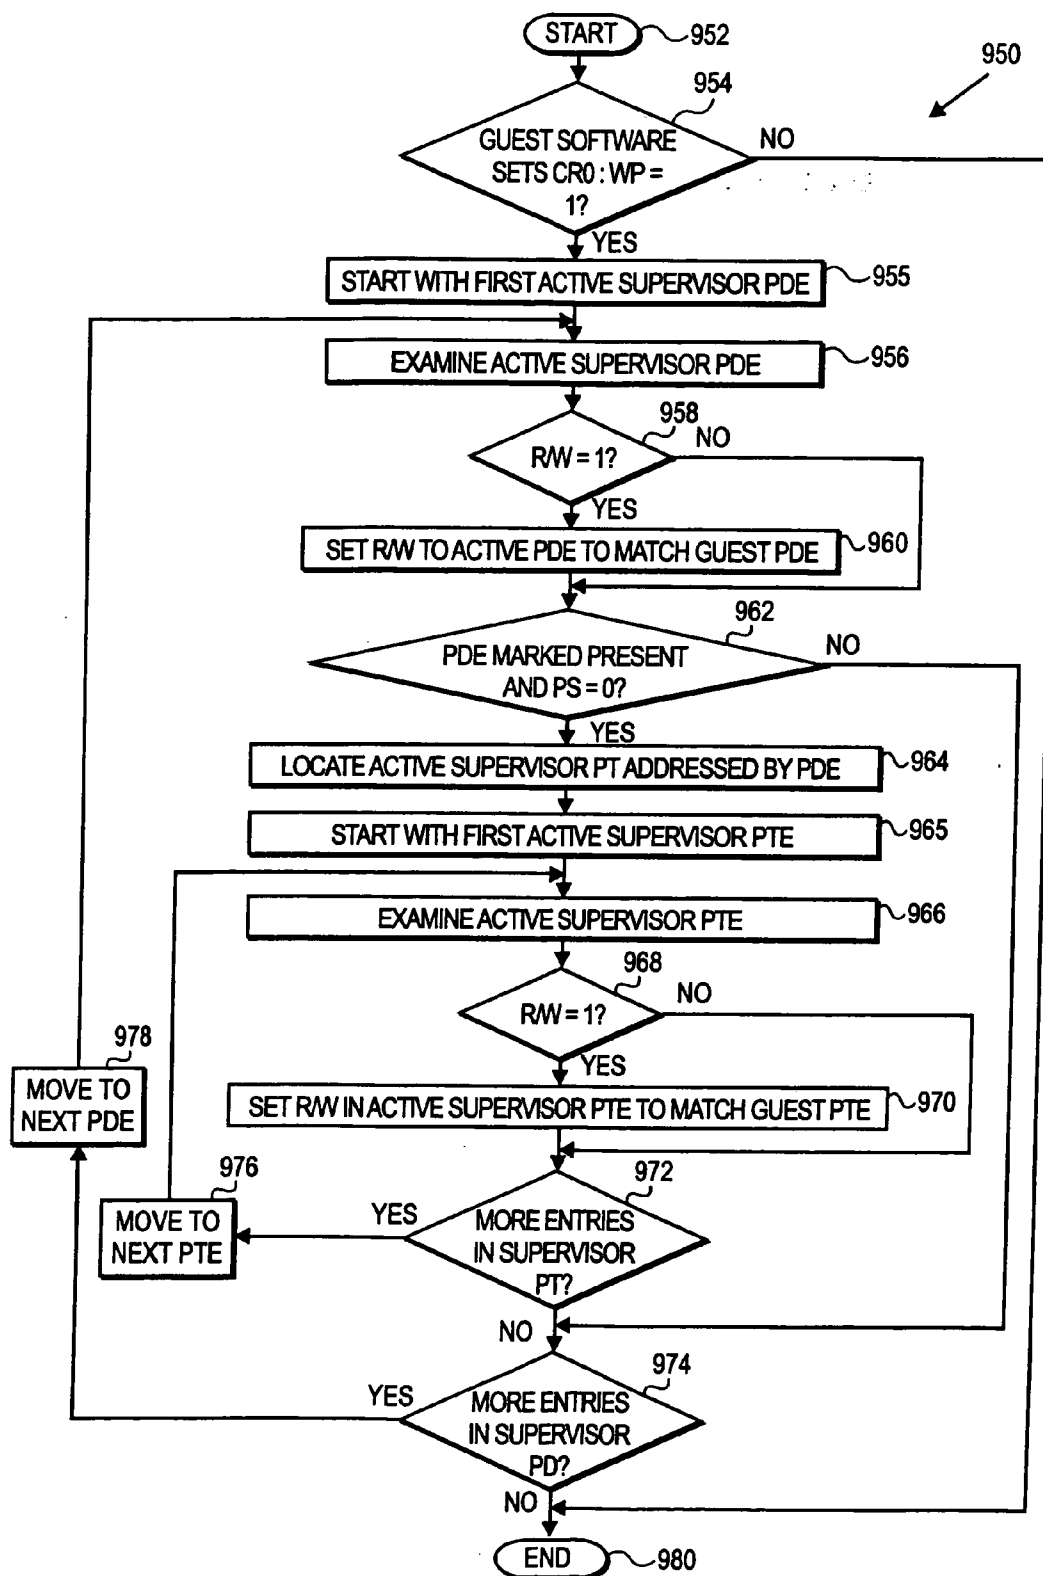 START
952
950
954
GUEST SOFTWARE
SETS CR0 : WP =
1?
NO
YES
START WITH FIRST ACTIVE SUPERVISOR PDE
955
EXAMINE ACTIVE SUPERVISOR PDE
956
958
R/W = 1?
NO
YES
SET R/W TO ACTIVE PDE TO MATCH GUEST PDE
960
962
PDE MARKED PRESENT
AND PS = 0?
NO
YES
LOCATE ACTIVE SUPERVISOR PT ADDRESSED BY PDE
964
START WITH FIRST ACTIVE SUPERVISOR PTE
965
EXAMINE ACTIVE SUPERVISOR PTE
966
968
R/W = 1?
NO
YES
978
MOVE TO
NEXT PDE
SET R/W IN ACTIVE SUPERVISOR PTE TO MATCH GUEST PTE
970
976
MOVE TO
NEXT PTE
YES
972
MORE ENTRIES
IN SUPERVISOR
PT?
NO
974
YES
MORE ENTRIES
IN SUPERVISOR
PD?
NO
END
980